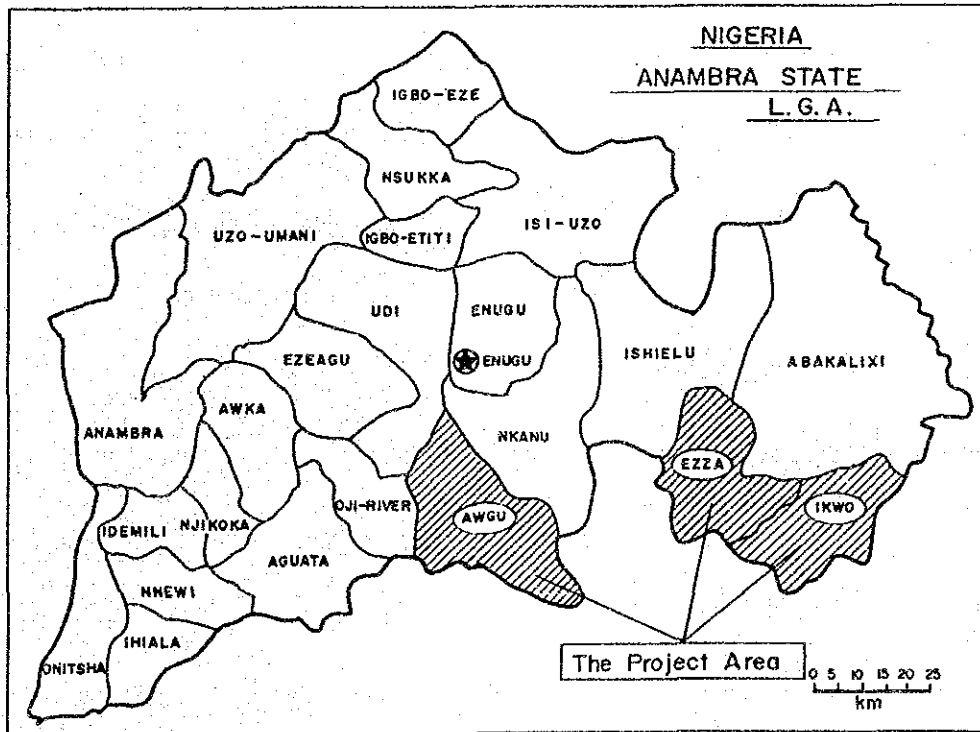 NIGERIA
ANAMBRA STATE
L. G. A.
IGBO-EZE
NSUKKA
UZO-UMANI
IGBO-ETITI
ISI-UZO
UDI
ENUGU
EZEAGU
ENUGU
ISHIELU
ABAKALIXI
AWKA
ANAMBRA
NKANU
EZZA
IKWO
OJI-RIVER
AWGU
IDEMILI
NJIKOKA
AGUATA
NNEWI
IHIALA
ONITSHA
The Project Area
0 5 10 15 20 25
km